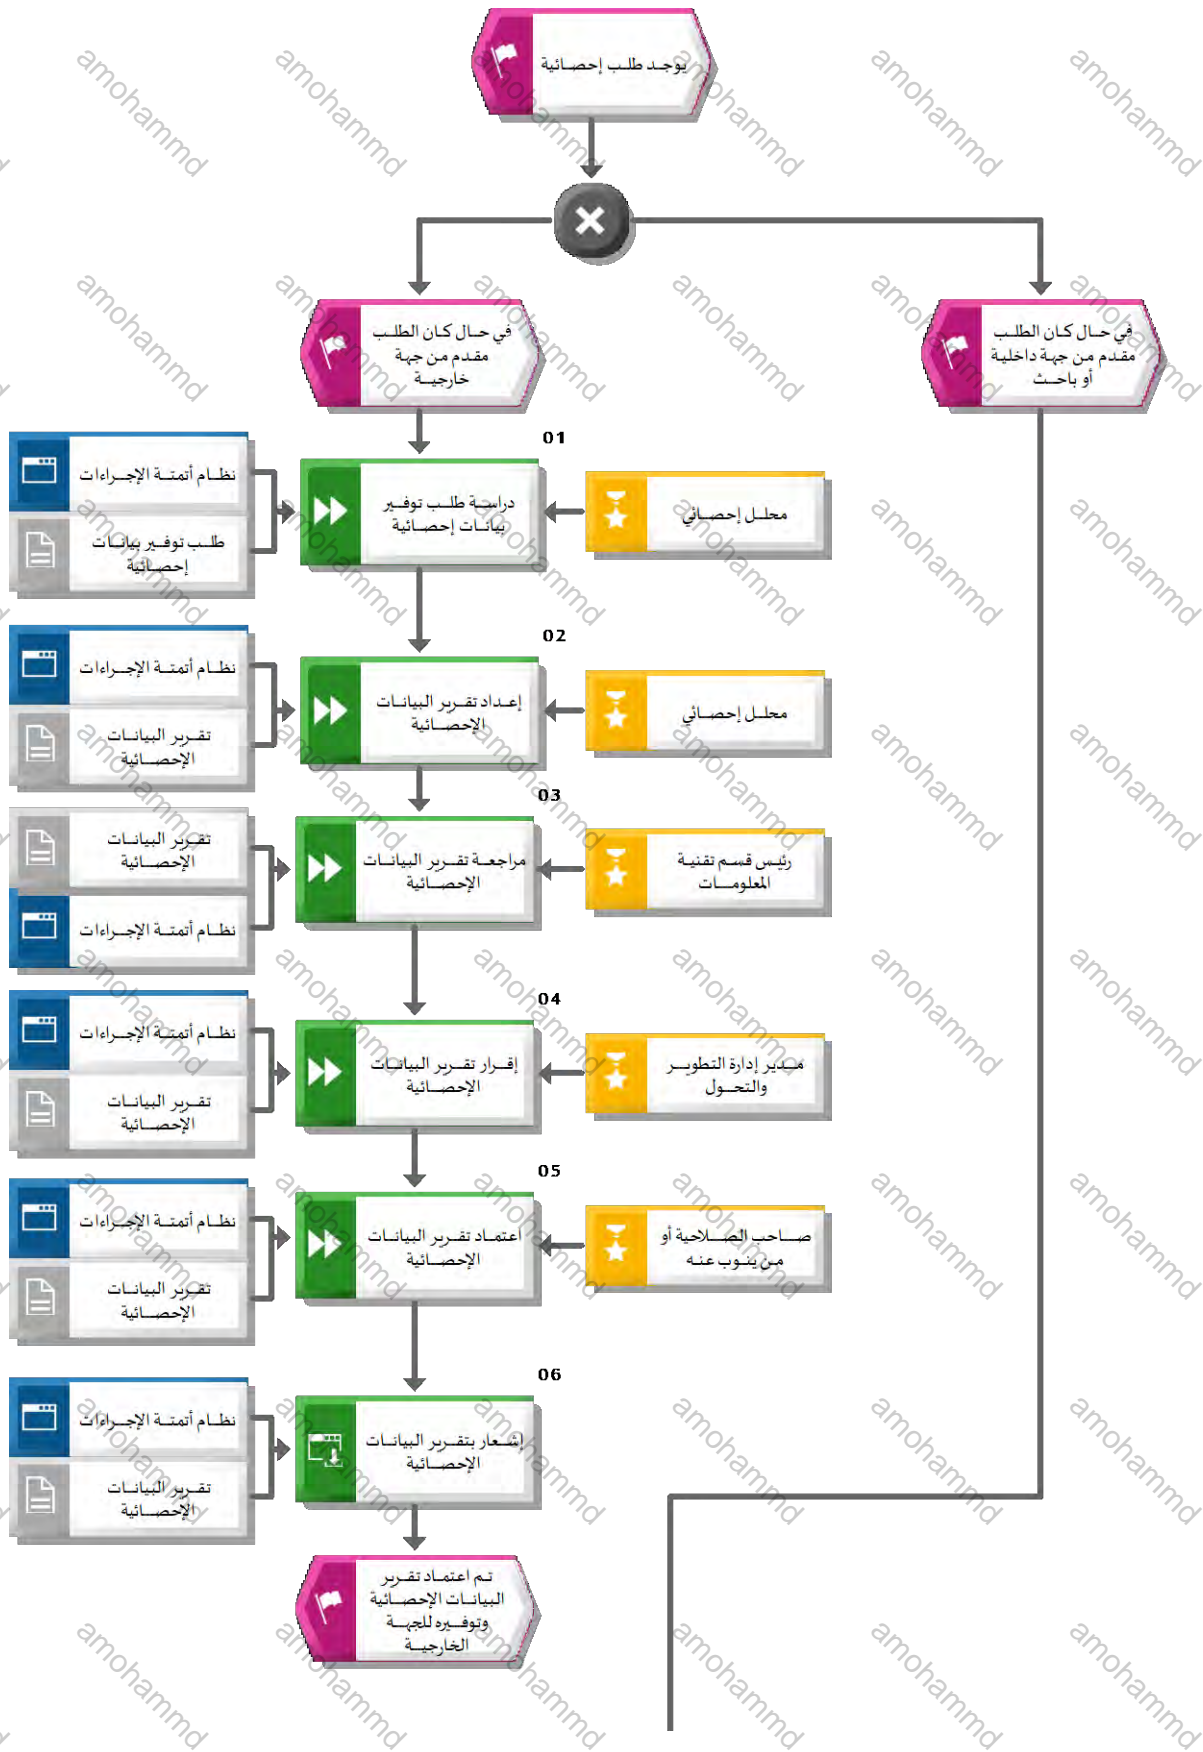 يوجد طلب إحصائية
في حال كان الطلب
مقدم من جهة
خارجية
في حال كان الطلب
مقدم من جهة داخلية
أو باحث
01
نظام أتمتة الإجراءات
طلب توفير بيانات
إحصائية
دراسة طلب توفير
بيانات إحصائية
محلل إحصائي
02
نظام أتمتة الإجراءات
تقرير البيانات
الإحصائية
إعداد تقرير البيانات
الإحصائية
محلل إحصائي
03
تقرير البيانات
الإحصائية
نظام أتمتة الإجراءات
مراجعة تقرير البيانات
الإحصائية
رئيس قسم تقنية
المعلومات
04
نظام أتمتة الإجراءات
تقرير البيانات
الإحصائية
إقرار تقرير البيانات
الإحصائية
مدير إدارة التطوير
والتحول
05
نظام أتمتة الإجراءات
تقرير البيانات
الإحصائية
اعتماد تقرير البيانات
الإحصائية
صاحب الصلاحية أو
من ينوب عنه
06
نظام أتمتة الإجراءات
تقرير البيانات
الإحصائية
إشعار بتقرير البيانات
الإحصائية
تم اعتماد تقرير
البيانات الإحصائية
وتوفيره للجهة
الخارجية
amohammd